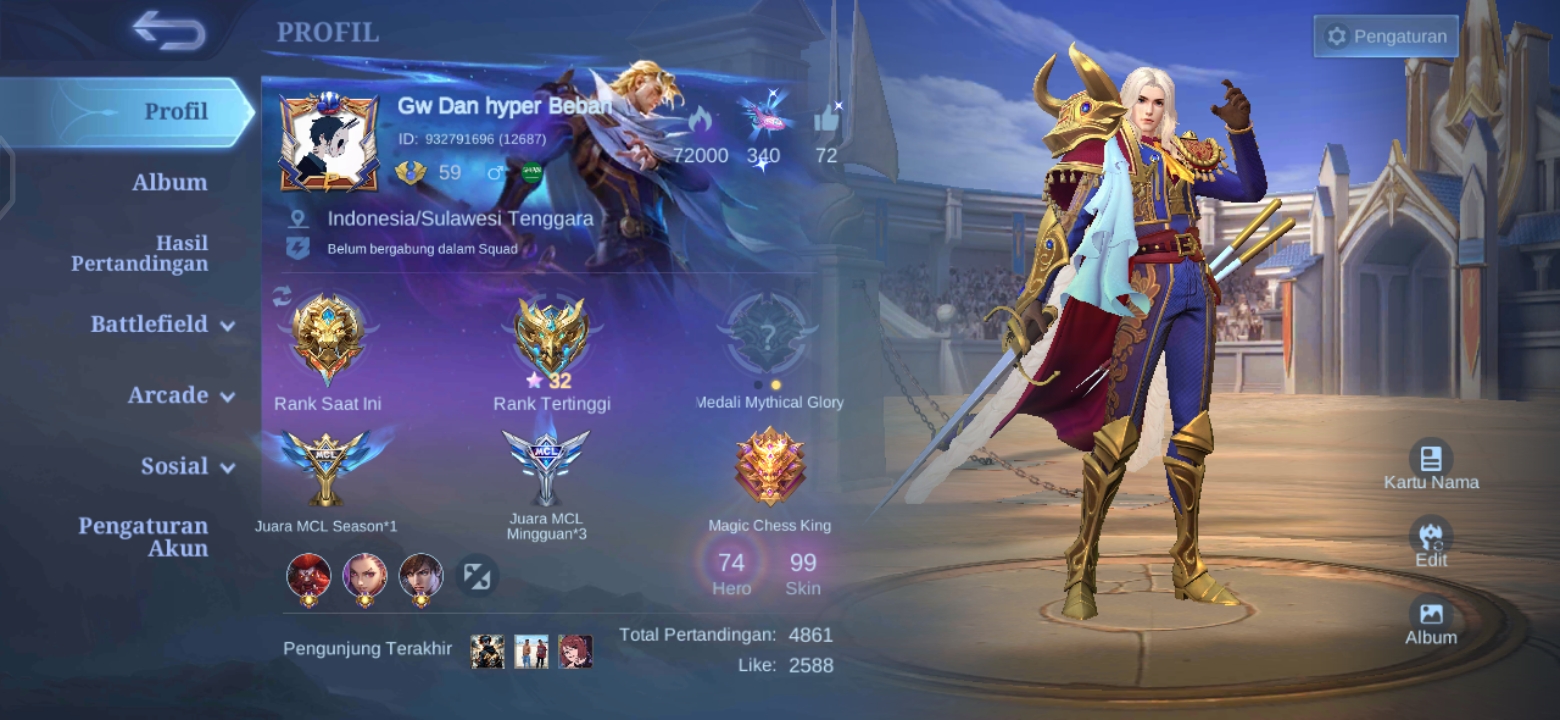 PROFIL
Pengaturan
Profil
Album
Hasil
Pertandingan
Battlefield
Arcade
Sosial
Pengaturan
Akun
Gw Dan hyper Beban
ID: 932791696 (12687)
59
72000
340
72
Indonesia/Sulawesi Tenggara
Belum bergabung dalam Squad
32
Rank Saat Ini
Rank Tertinggi
Medali Mythical Glory
MCL
MCL
Juara MCL Season*1
Juara MCL
Mingguan*3
Magic Chess King
74
Hero
99
Skin
Pengunjung Terakhir
Total Pertandingan: 4861
Like: 2588
Kartu Nama
Edit
Album